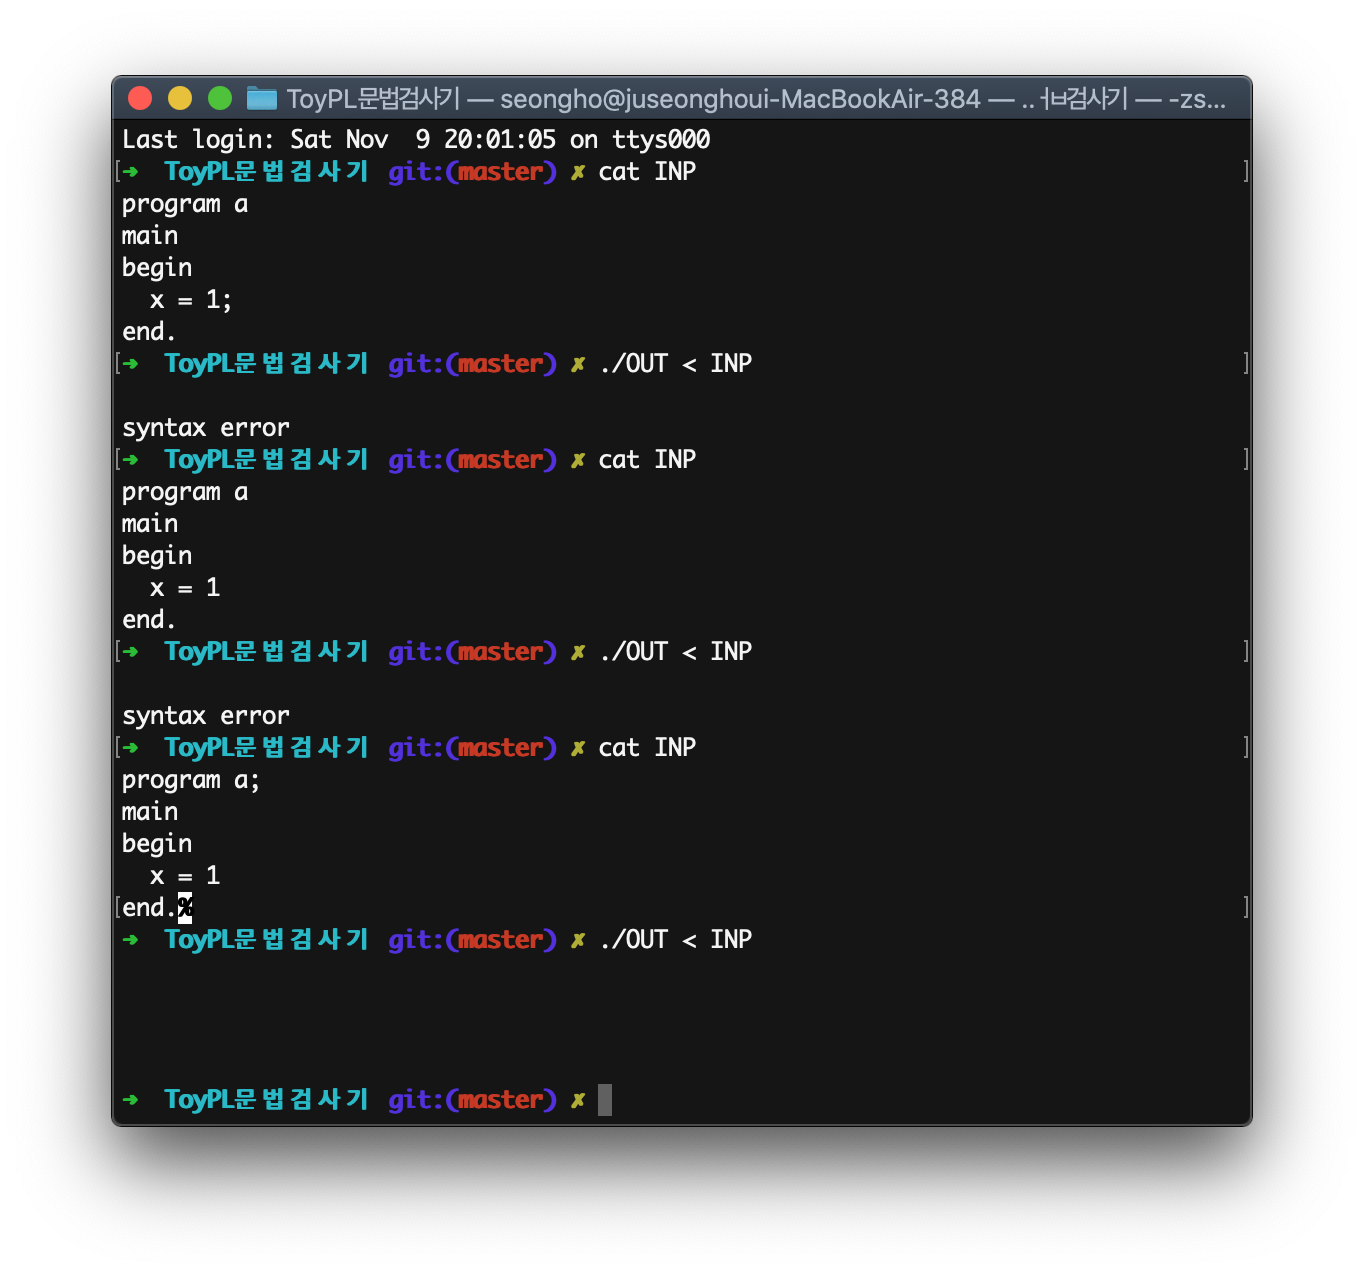 ToyPL문법검사기 — seongho@juseonghoui-MacBookAir-384 — .. ㅓㅂ검사기 — -zs...
Last login: Sat Nov  9 20:01:05 on ttys000
[➜  ToyPL문법검사기 git:(master) ✗ cat INP ]
program a
main
begin
  x = 1;
end.
[➜  ToyPL문법검사기 git:(master) ✗ ./OUT < INP ]

syntax error
[➜  ToyPL문법검사기 git:(master) ✗ cat INP ]
program a
main
begin
  x = 1
end.
[➜  ToyPL문법검사기 git:(master) ✗ ./OUT < INP ]

syntax error
[➜  ToyPL문법검사기 git:(master) ✗ cat INP ]
program a;
main
begin
  x = 1
[end.% ]
➜  ToyPL문법검사기 git:(master) ✗ ./OUT < INP

➜  ToyPL문법검사기 git:(master) ✗